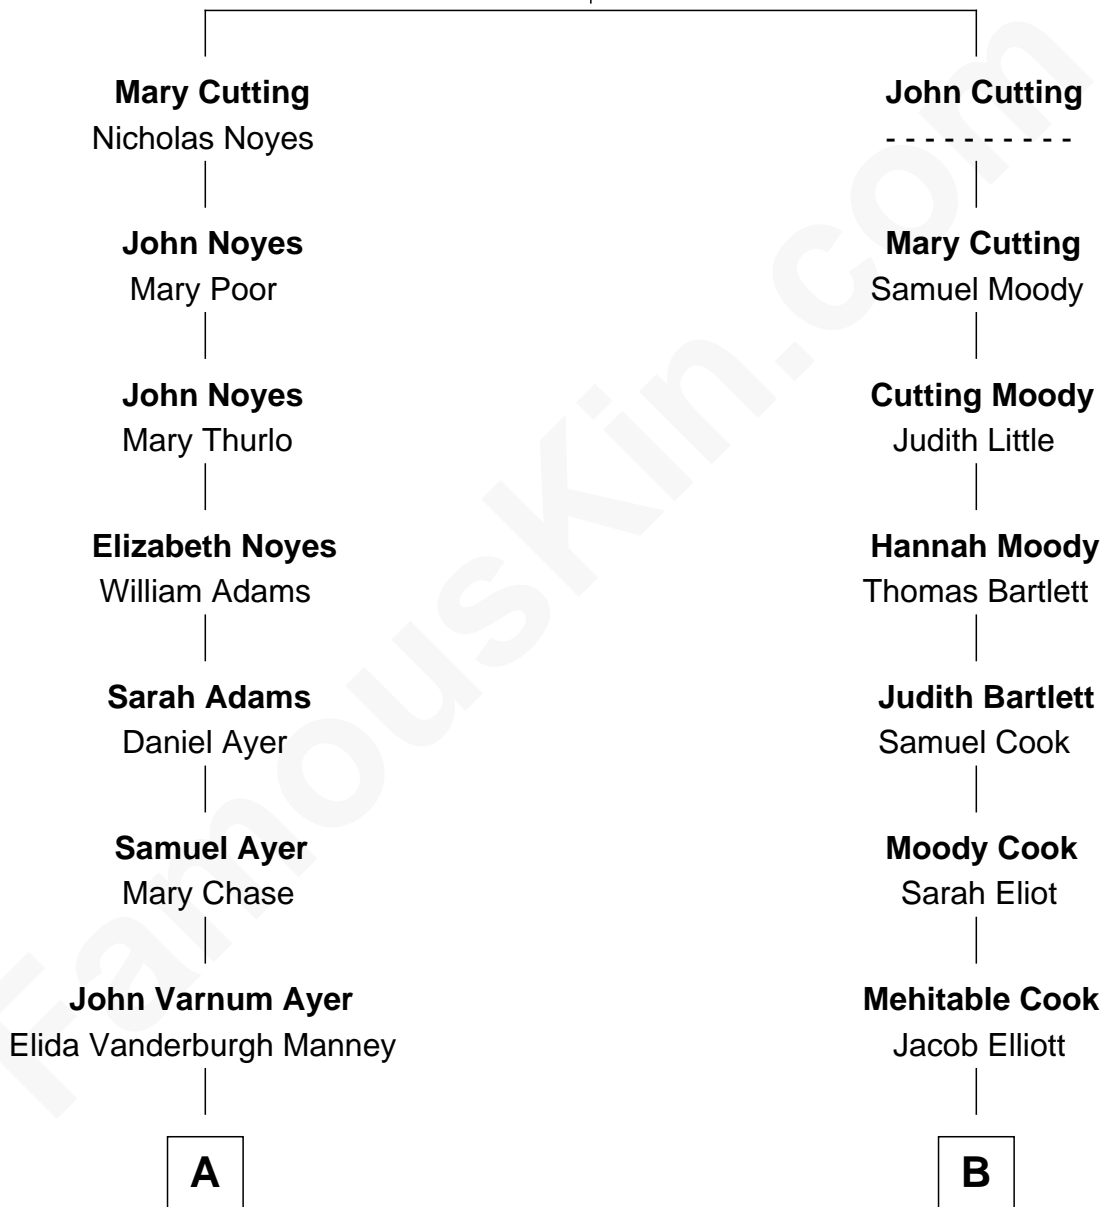 Mary Cutting
Nicholas Noyes
John Cutting
- - - - - - - - - -
John Noyes
Mary Poor
Mary Cutting
Samuel Moody
John Noyes
Mary Thurlo
Cutting Moody
Judith Little
Elizabeth Noyes
William Adams
Hannah Moody
Thomas Bartlett
Sarah Adams
Daniel Ayer
Judith Bartlett
Samuel Cook
Samuel Ayer
Mary Chase
Moody Cook
Sarah Eliot
John Varnum Ayer
Elida Vanderburgh Manney
Mehitable Cook
Jacob Elliott
A
B
FamousKin.com